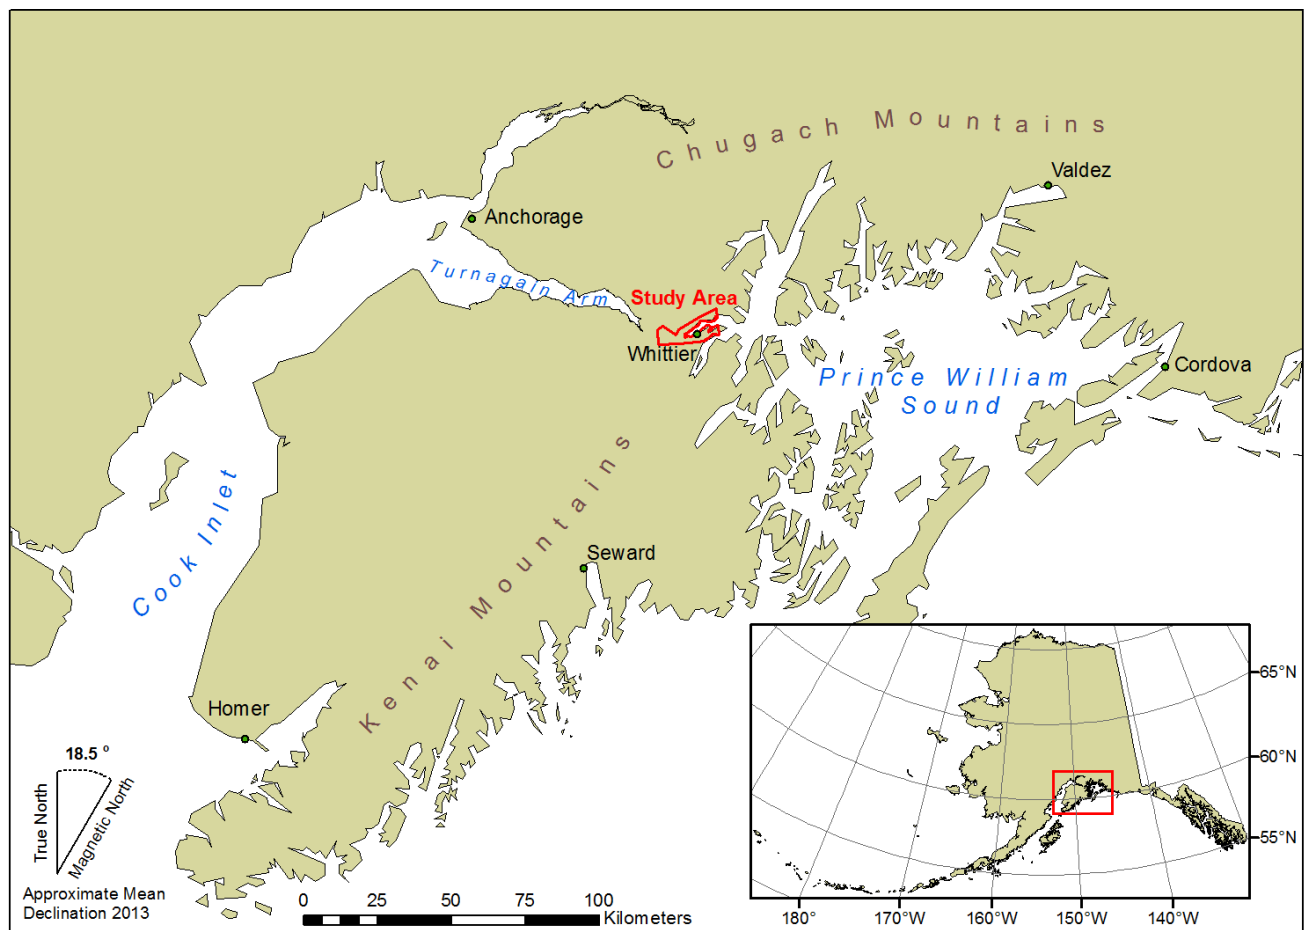 Chugach Mountains
Valdez
Anchorage
Turnagain Arm
Study Area
Whittier
Prince William
Sound
Cordova
Cook Inlet
Kenai Mountains
Seward
Homer
18.5 °
True North
Magnetic North
Approximate Mean
Declination 2013
0 25 50 75 100
Kilometers
65°N
60°N
55°N
180° 170°W 160°W 150°W 140°W